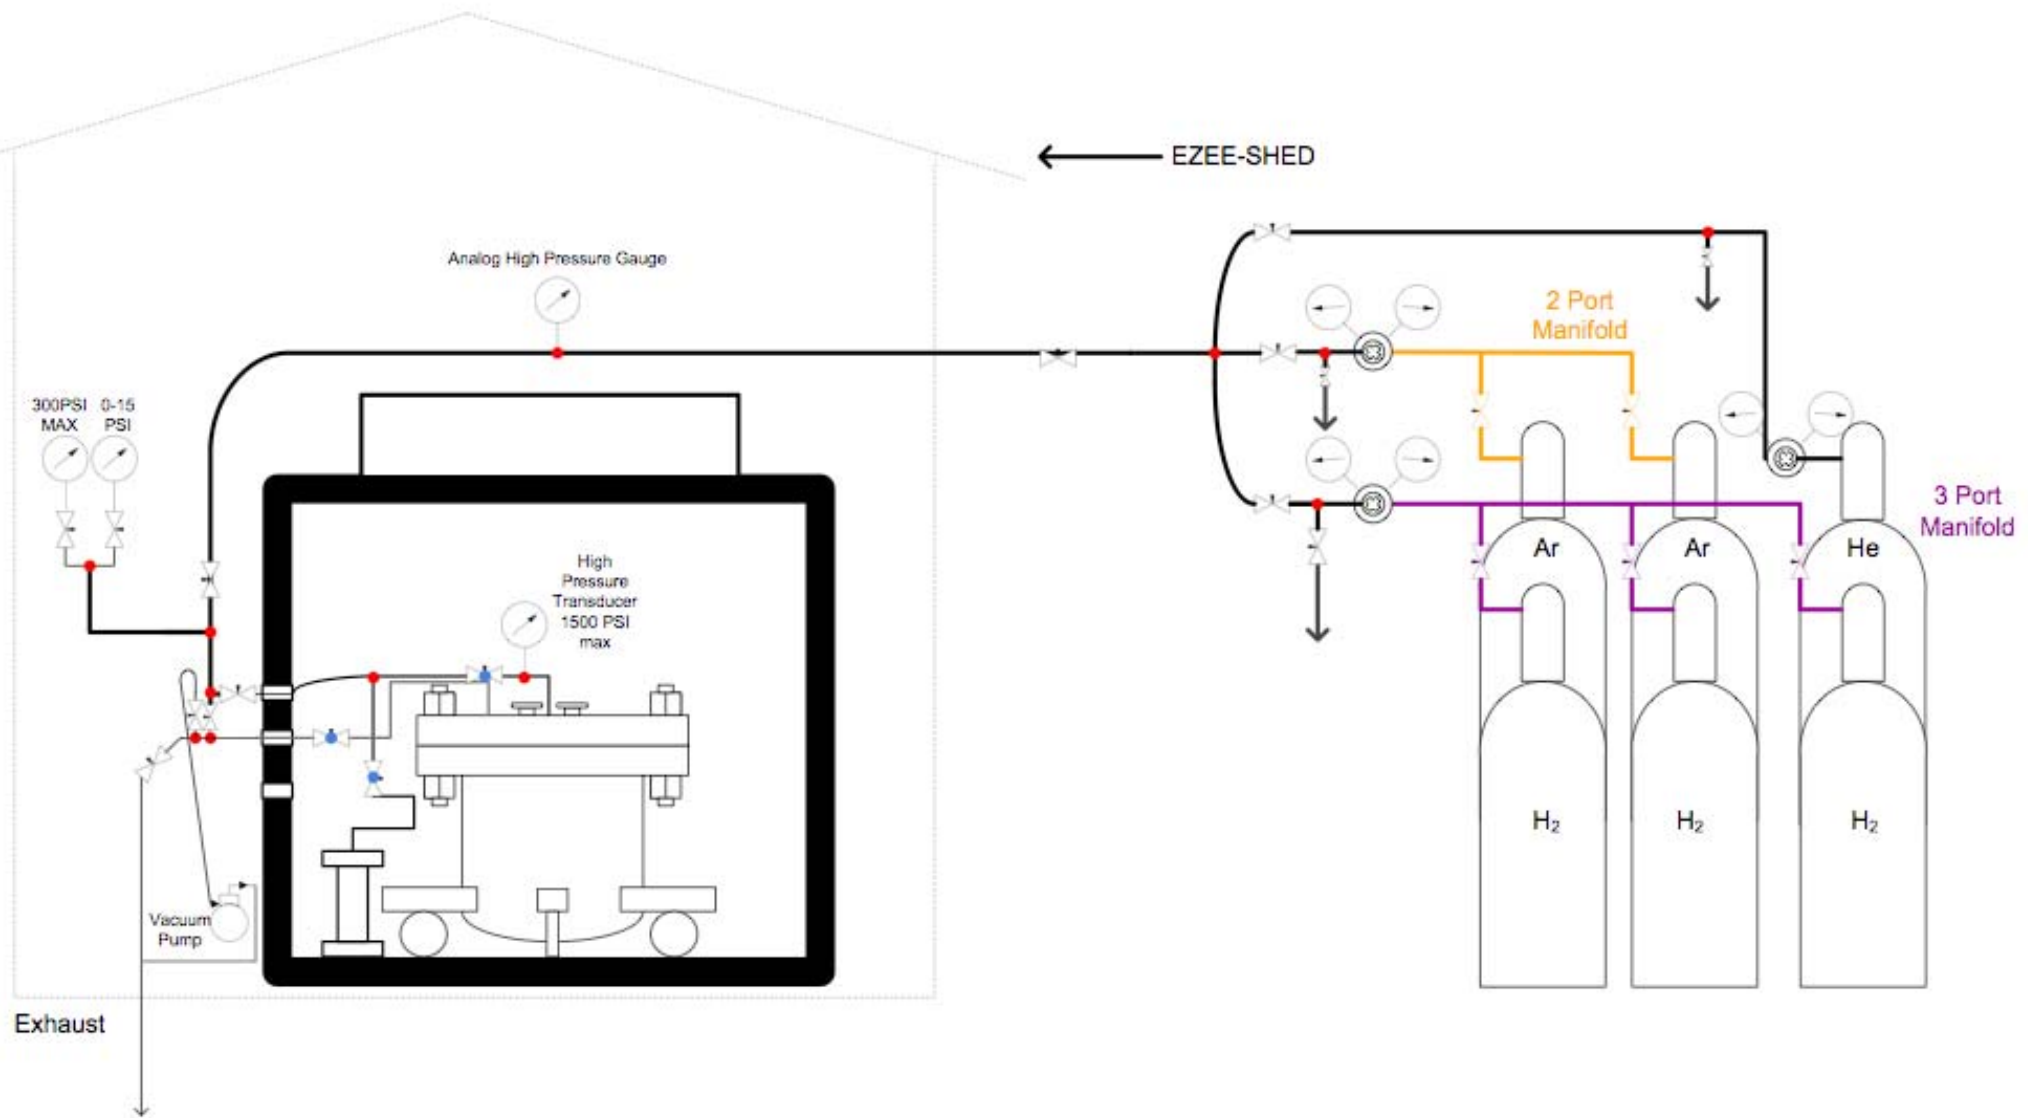 EZEE-SHED
Analog High Pressure Gauge
2 Port
Manifold
300PSI
MAX
0-15
PSI
3 Port
Manifold
Ar
Ar
He
High
Pressure
Transducer
1500 PSI
max
H₂
H₂
H₂
Vacuum
Pump
Exhaust